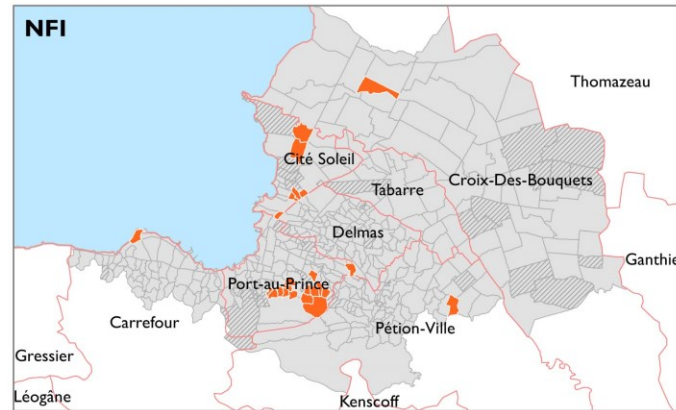 NFI
Thomazeau
Cité Soleil
Tabarre
Croix-Des-Bouquets
Delmas
Ganthie
Port-au-Prince
Carrefour
Pétion-Ville
Gressier
Léogâne
Kenscoff